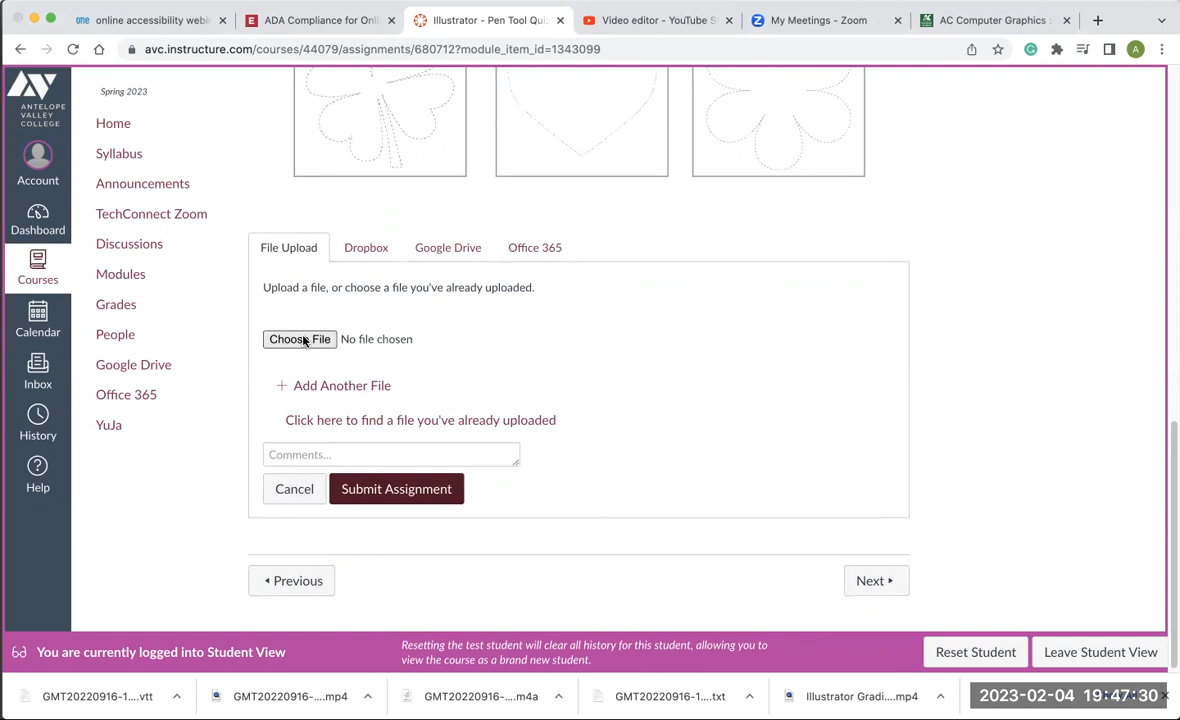 online accessibility webin
ADA Compliance for Onli
Illustrator - Pen Tool Qui
Video editor - YouTube S
My Meetings - Zoom
AC Computer Graphics :
avc.instructure.com/courses/44079/assignments/680712?module_item_id=1343099
A
ANTELOPE
VALLEY
COLLEGE
Account
Dashboard
Courses
Calendar
Inbox
History
Help
Spring 2023
Home
Syllabus
Announcements
TechConnect Zoom
Discussions
Modules
Grades
People
Google Drive
Office 365
YuJa
File Upload
Dropbox
Google Drive
Office 365
Upload a file, or choose a file you've already uploaded.
Choose File No file chosen
+ Add Another File
Click here to find a file you've already uploaded
Comments...
Cancel
Submit Assignment
Previous
Next
You are currently logged into Student View
Resetting the test student will clear all history for this student, allowing you to
view the course as a brand new student.
Reset Student
Leave Student View
GMT20220916-1....vtt
GMT20220916-....mp4
GMT20220916-....m4a
GMT20220916-1....txt
Illustrator Gradi....mp4
2023-02-04 19:47:30